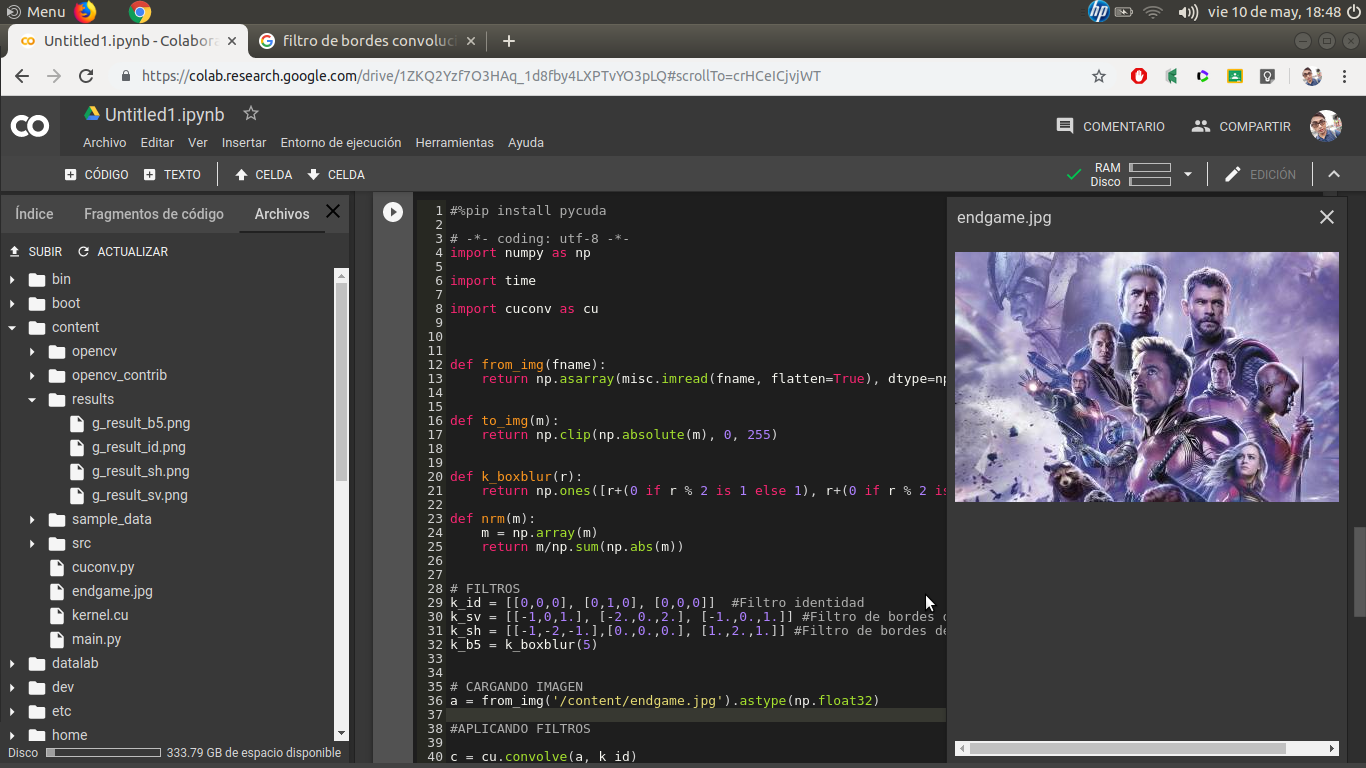 Menu
vie 10 de may, 18:48
Untitled1.ipynb - Colabora
filtro de bordes convoluci
https://colab.research.google.com/drive/1ZKQ2Yzf7O3HAq_1d8fby4LXPTvYO3pLQ#scrollTo=crHCeICjvjWT
Untitled1.ipynb
Archivo Editar Ver Insertar Entorno de ejecución Herramientas Ayuda
COMENTARIO COMPARTIR
CÓDIGO TEXTO CELDA CELDA
RAM
Disco
EDICIÓN
Índice Fragmentos de código Archivos
SUBIR ACTUALIZAR
bin
boot
content
opencv
opencv_contrib
results
g_result_b5.png
g_result_id.png
g_result_sh.png
g_result_sv.png
sample_data
src
cuconv.py
endgame.jpg
kernel.cu
main.py
datalab
dev
etc
home
Disco 333.79 GB de espacio disponible
1 #%pip install pycuda
2
3 # -*- coding: utf-8 -*-
4 import numpy as np
5
6 import time
7
8 import cuconv as cu
9
10
11
12 def from_img(fname):
13 return np.asarray(misc.imread(fname, flatten=True), dtype=np
14
15
16 def to_img(m):
17 return np.clip(np.absolute(m), 0, 255)
18
19
20 def k_boxblur(r):
21 return np.ones([r+(0 if r % 2 is 1 else 1), r+(0 if r % 2 is
22
23 def nrm(m):
24 m = np.array(m)
25 return m/np.sum(np.abs(m))
26
27
28 # FILTROS
29 k_id = [[0,0,0], [0,1,0], [0,0,0]] #Filtro identidad
30 k_sv = [[-1,0,1.], [-2.,0.,2.], [-1.,0.,1.]] #Filtro de bordes
31 k_sh = [[-1,-2,-1.],[0.,0.,0.], [1.,2.,1.]] #Filtro de bordes de
32 k_b5 = k_boxblur(5)
33
34
35 # CARGANDO IMAGEN
36 a = from_img('/content/endgame.jpg').astype(np.float32)
37
38 #APLICANDO FILTROS
39
40 c = cu.convolve(a, k_id)
endgame.jpg